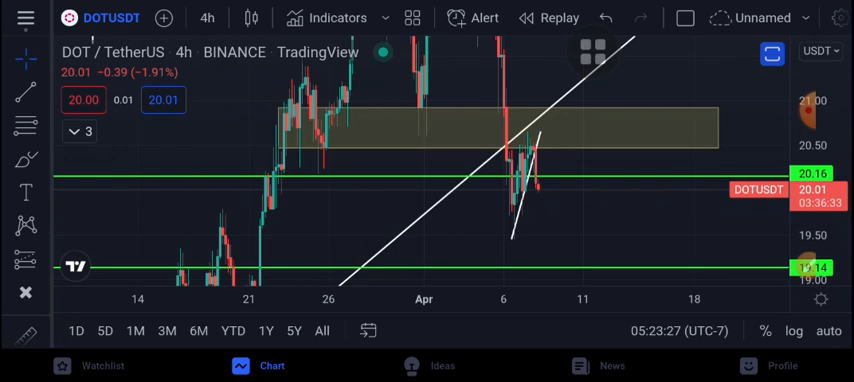 DOTUSDT
4h
Indicators
Alert
Replay
Unnamed
DOT / TetherUS · 4h · BINANCE · TradingView
USDT
20.01 −0.39 (−1.91%)
20.00
0.01
20.01
3
21.00
20.50
20.16
DOTUSDT
20.01
03:36:33
19.50
19.14
19.00
14
21
26
Apr
6
11
18
1D
5D
1M
3M
6M
YTD
1Y
5Y
All
05:23:27 (UTC-7)
%
log
auto
Watchlist
Chart
Ideas
News
Profile